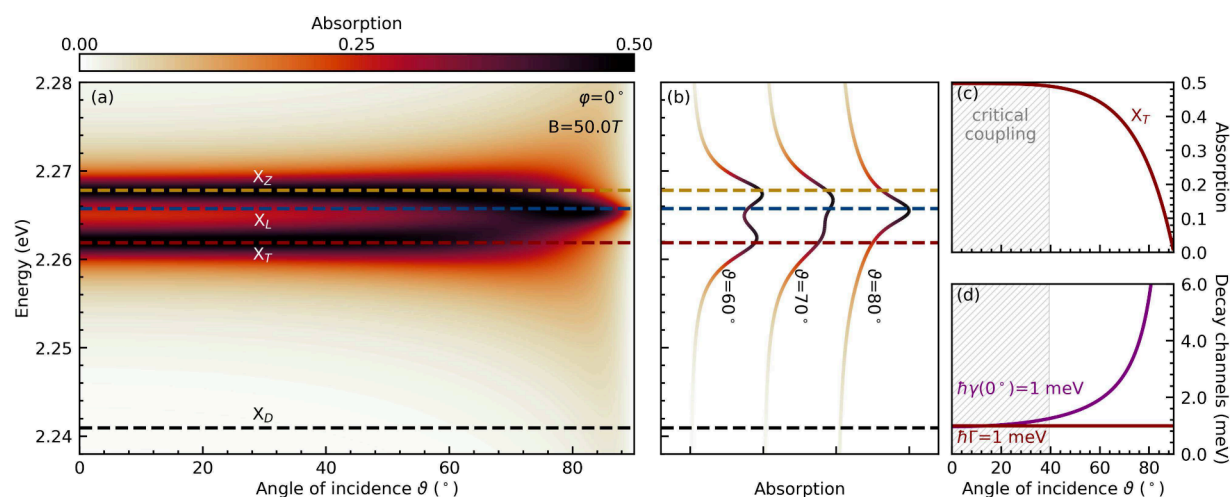 Absorption
0.00 0.25 0.50
(a)
φ=0°
B=50.0T
X_Z
X_L
X_T
X_D
Energy (eV)
2.28
2.27
2.26
2.25
2.24
0 20 40 60 80
Angle of incidence ϑ (°)
(b)
ϑ=60°
ϑ=70°
ϑ=80°
Absorption
(c)
critical
coupling
X_T
Absorption
0.5
0.4
0.3
0.2
0.1
0.0
(d)
ℏγ(0°)=1 meV
ℏΓ=1 meV
Decay channels (meV)
6.0
4.0
2.0
0.0
0 20 40 60 80
Angle of incidence ϑ (°)